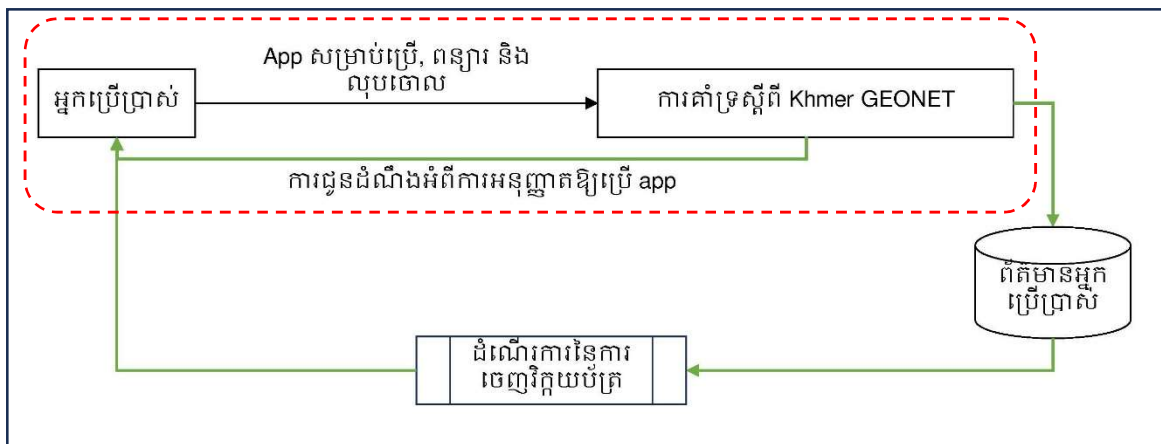 App សម្រាប់ប្រើ, ពន្យារ និង
លុបចោល
អ្នកប្រើប្រាស់
ការគាំទ្រស្តីពី Khmer GEONET
ការជូនដំណឹងអំពីការអនុញ្ញាតឱ្យប្រើ app
ព័ត៌មានអ្នក
ប្រើប្រាស់
ដំណើរការនៃការ
ចេញវិក្កយប័ត្រ